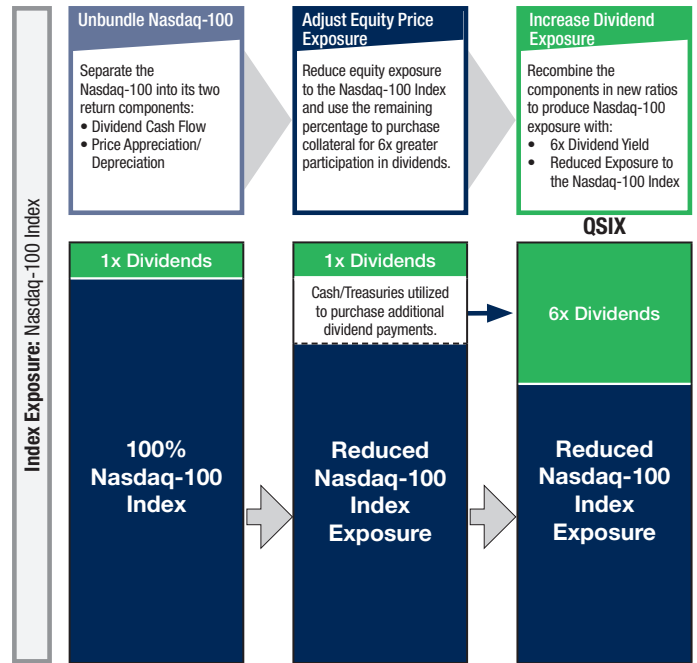 Unbundle Nasdaq-100
Separate the
Nasdaq-100 into its two
return components:
• Dividend Cash Flow
• Price Appreciation/
Depreciation
Adjust Equity Price
Exposure
Reduce equity exposure
to the Nasdaq-100 Index
and use the remaining
percentage to purchase
collateral for 6x greater
participation in dividends.
Increase Dividend
Exposure
Recombine the
components in new ratios
to produce Nasdaq-100
exposure with:
• 6x Dividend Yield
• Reduced Exposure to
the Nasdaq-100 Index
Index Exposure: Nasdaq-100 Index
1x Dividends
100%
Nasdaq-100
Index
1x Dividends
Cash/Treasuries utilized
to purchase additional
dividend payments.
Reduced
Nasdaq-100
Index
Exposure
QSIX
6x Dividends
Reduced
Nasdaq-100
Index
Exposure